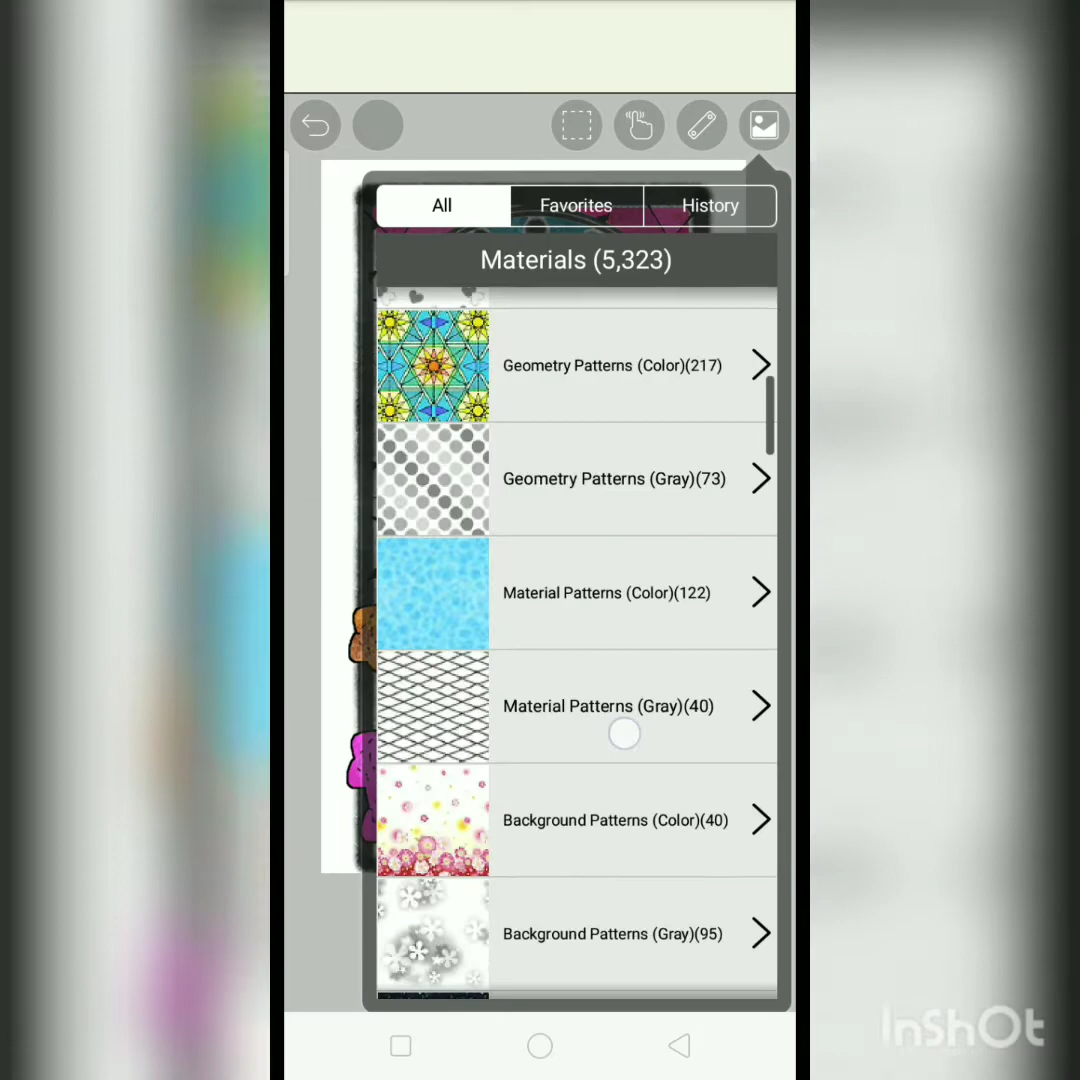 All
Favorites
History
Materials (5,323)
Geometry Patterns (Color)(217)
Geometry Patterns (Gray)(73)
Material Patterns (Color)(122)
Material Patterns (Gray)(40)
Background Patterns (Color)(40)
Background Patterns (Gray)(95)
InShOt